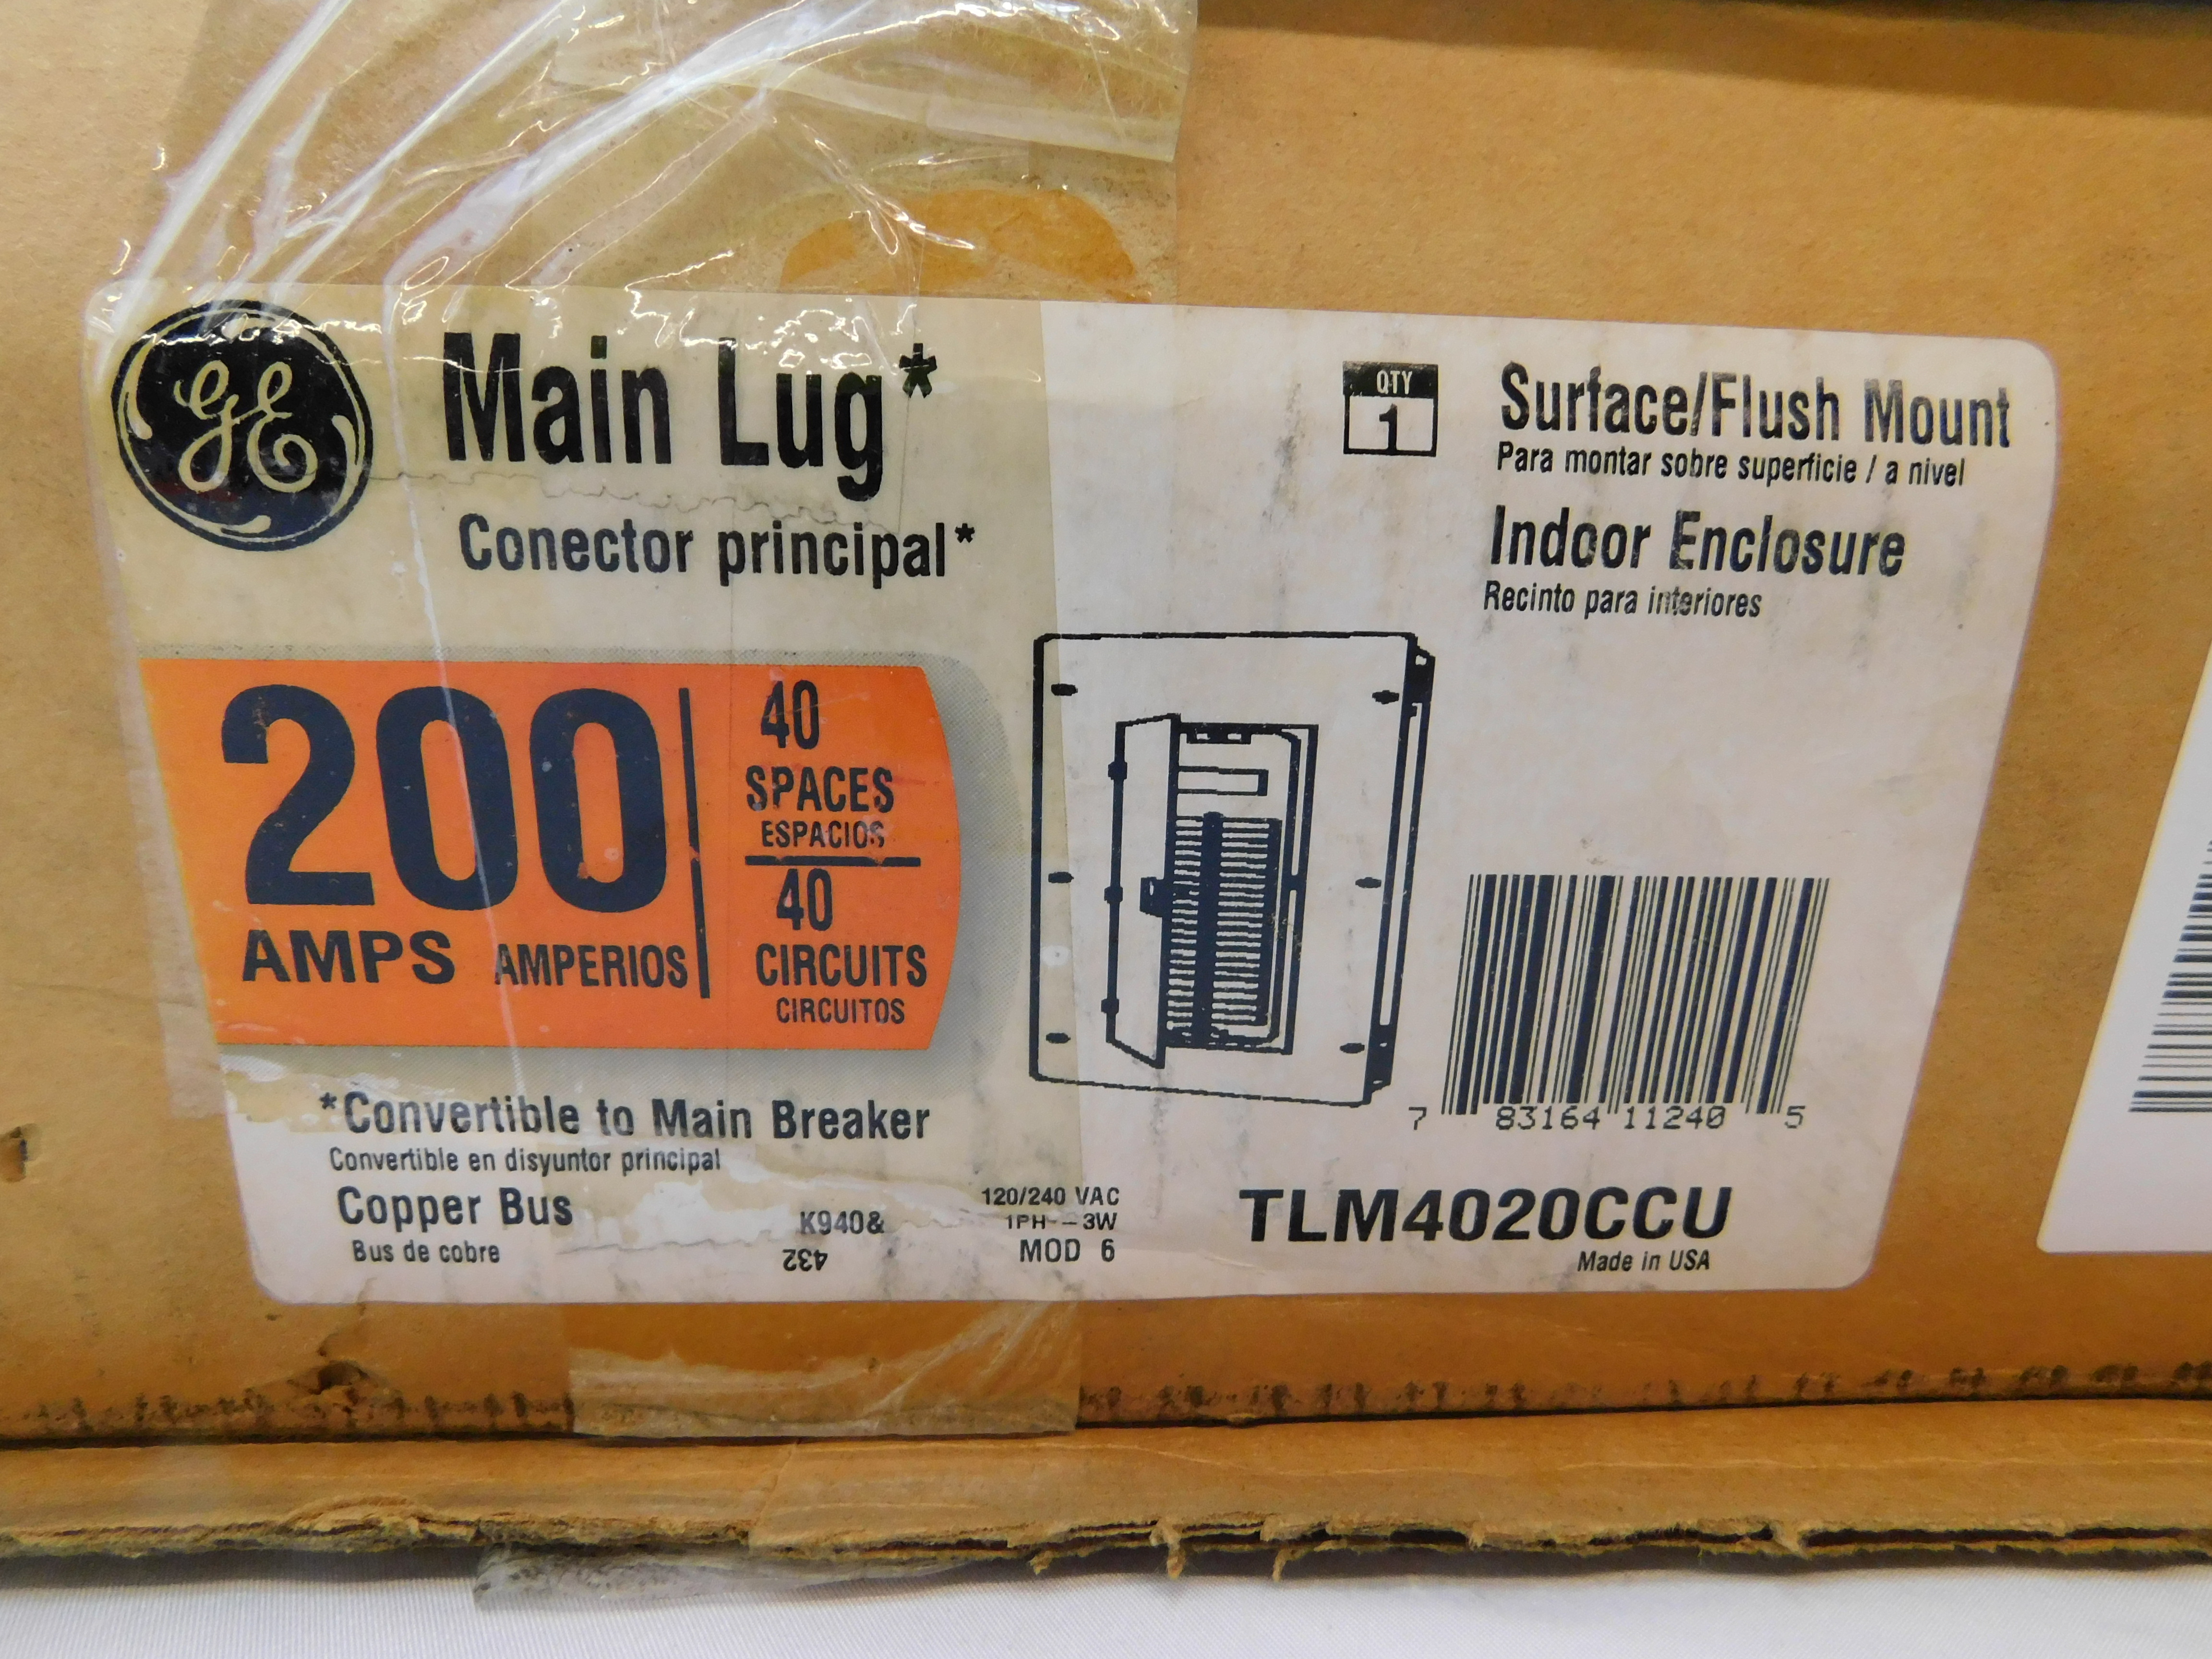 GE
Main Lug*
Conector principal*
QTY
1
Surface/Flush Mount
Para montar sobre superficie / a nivel
Indoor Enclosure
Recinto para interiores
200
AMPS AMPERIOS
40
SPACES
ESPACIOS
40
CIRCUITS
CIRCUITOS
*Convertible to Main Breaker
Convertible en disyuntor principal
Copper Bus
Bus de cobre
K940&
432
120/240 VAC
1PH - 3W
MOD 6
7 83164 11240 5
TLM4020CCU
Made in USA